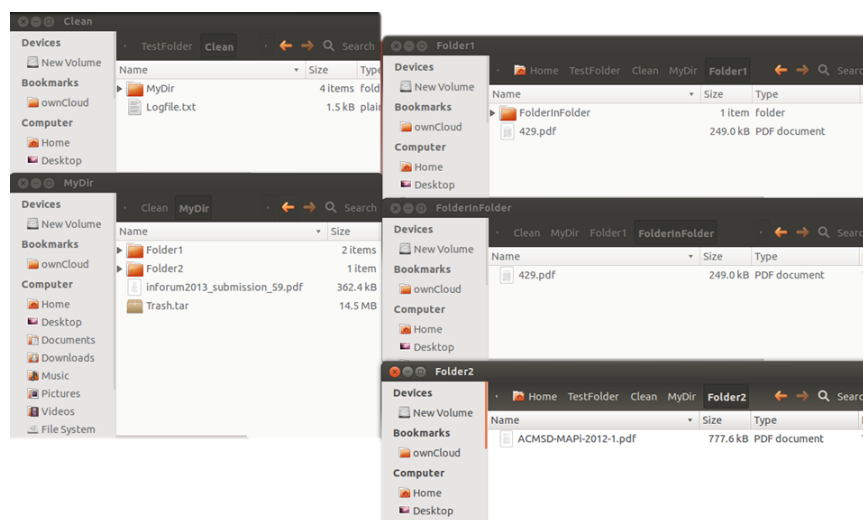 Clean
Devices
New Volume
Bookmarks
ownCloud
Computer
Home
Desktop
TestFolder Clean Search
Name Size Type
MyDir 4 items fold
Logfile.txt 1.5 kB plain
MyDir
Devices
New Volume
Bookmarks
ownCloud
Computer
Home
Desktop
Documents
Downloads
Music
Pictures
Videos
File System
Clean MyDir Search
Name Size
Folder1 2 items
Folder2 1 item
inforum2013_submission_59.pdf 362.4 kB
Trash.tar 14.5 MB
Folder1
Devices
New Volume
Bookmarks
ownCloud
Computer
Home
Desktop
Home TestFolder Clean MyDir Folder1 Searc
Name Size Type
FolderInFolder 1 item folder
429.pdf 249.0 kB PDF document
FolderInFolder
Devices
New Volume
Bookmarks
ownCloud
Computer
Home
Desktop
Clean MyDir Folder1 FolderInFolder Searc
Name Size Type
429.pdf 249.0 kB PDF document
Folder2
Devices
New Volume
Bookmarks
ownCloud
Computer
Home
Desktop
Home TestFolder Clean MyDir Folder2 Searc
Name Size Type
ACMSD-MAPi-2012-1.pdf 777.6 kB PDF document